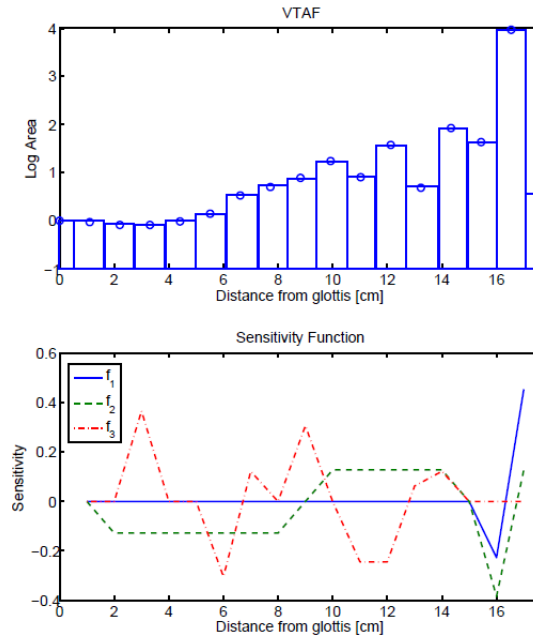 VTAF
4
3
2
1
0
−1
Log Area
0 2 4 6 8 10 12 14 16
Distance from glottis [cm]
Sensitivity Function
0.6
0.4
0.2
0
−0.2
−0.4
Sensitivity
f1
f2
f3
0 2 4 6 8 10 12 14 16
Distance from glottis [cm]